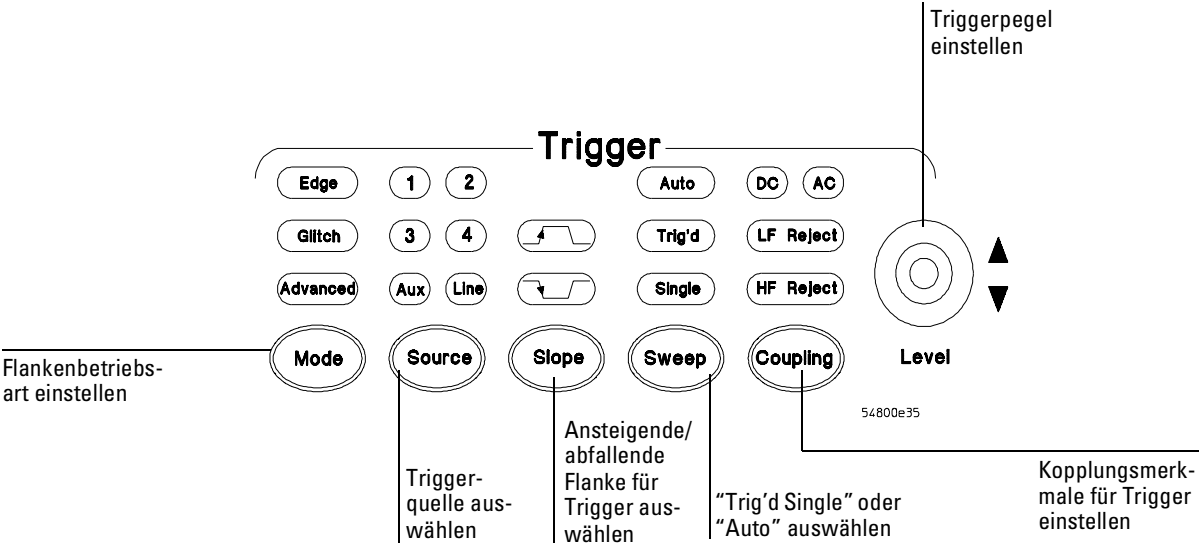 Triggerpegel
einstellen
Trigger
Edge 1 2 Auto DC AC
Glitch 3 4 Trig'd LF Reject
Advanced Aux Line Single HF Reject
Mode Source Slope Sweep Coupling Level
Flankenbetriebs-
art einstellen
54800e35
Trigger-
quelle aus-
wählen
Ansteigende/
abfallende
Flanke für
Trigger aus-
wählen
“Trig’d Single” oder
“Auto” auswählen
Kopplungsmerk-
male für Trigger
einstellen